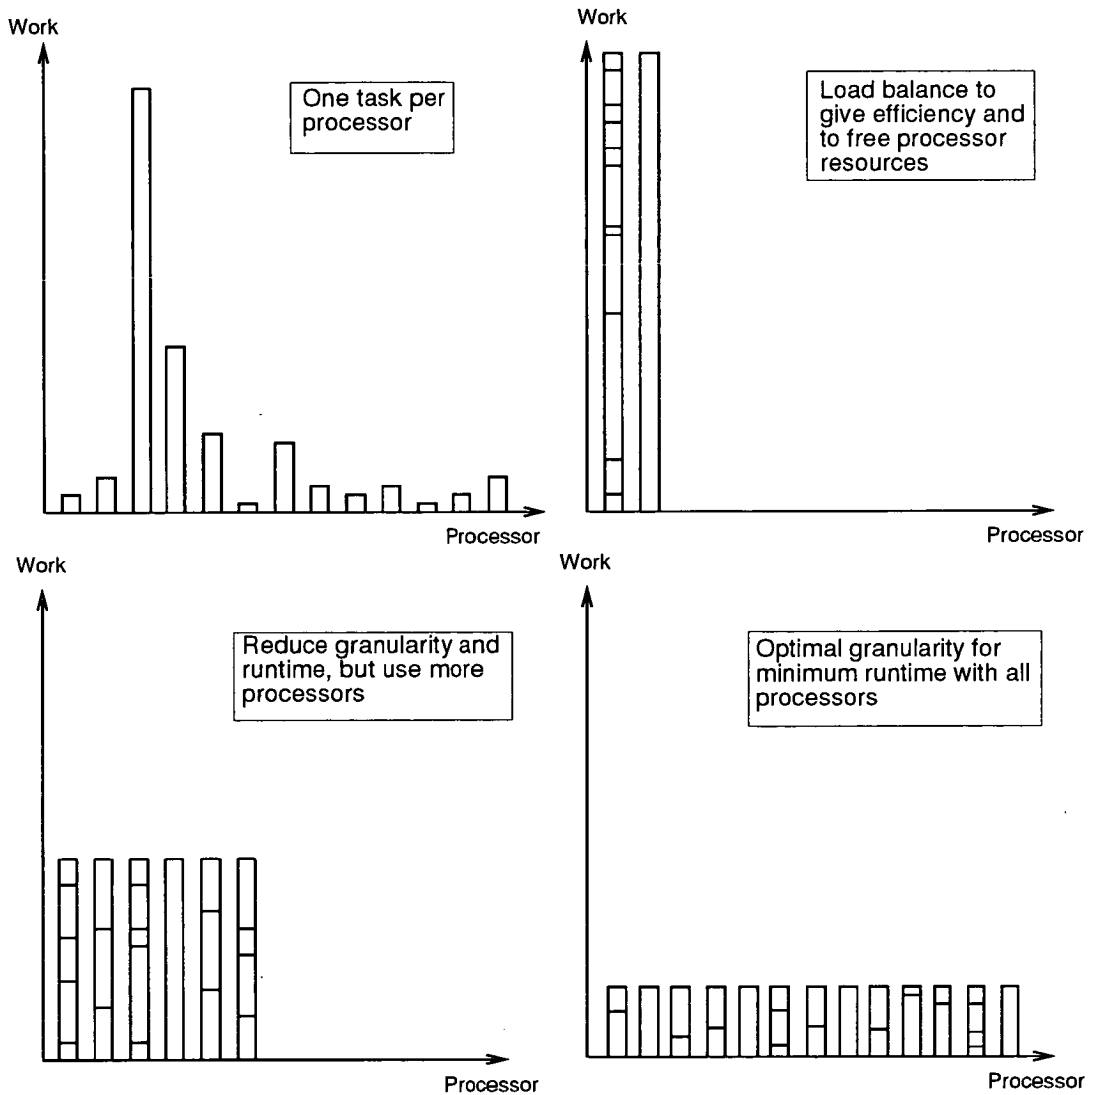 Work
One task per
processor
Processor
Work
Load balance to
give efficiency and
to free processor
resources
Processor
Work
Reduce granularity and
runtime, but use more
processors
Processor
Work
Optimal granularity for
minimum runtime with all
processors
Processor